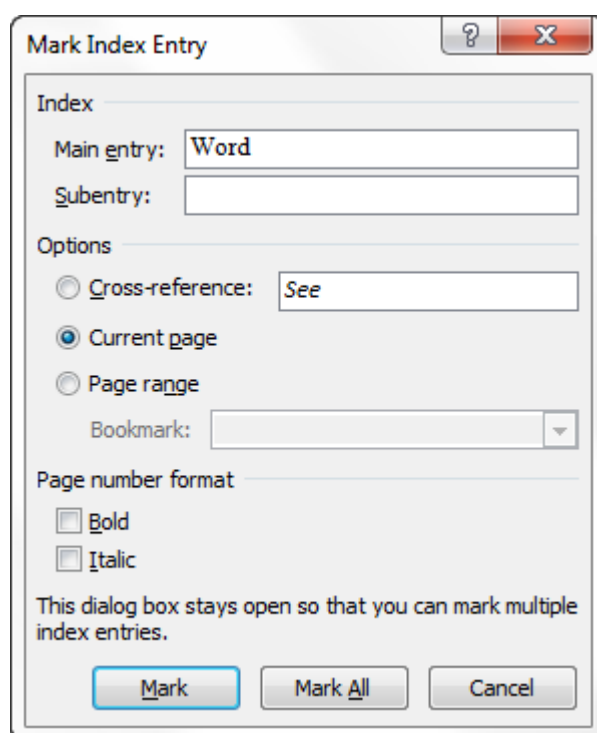 Mark Index Entry
Index
Main entry: Word
Subentry:
Options
Cross-reference: See
Current page
Page range
Bookmark:
Page number format
Bold
Italic
This dialog box stays open so that you can mark multiple
index entries.
Mark Mark All Cancel